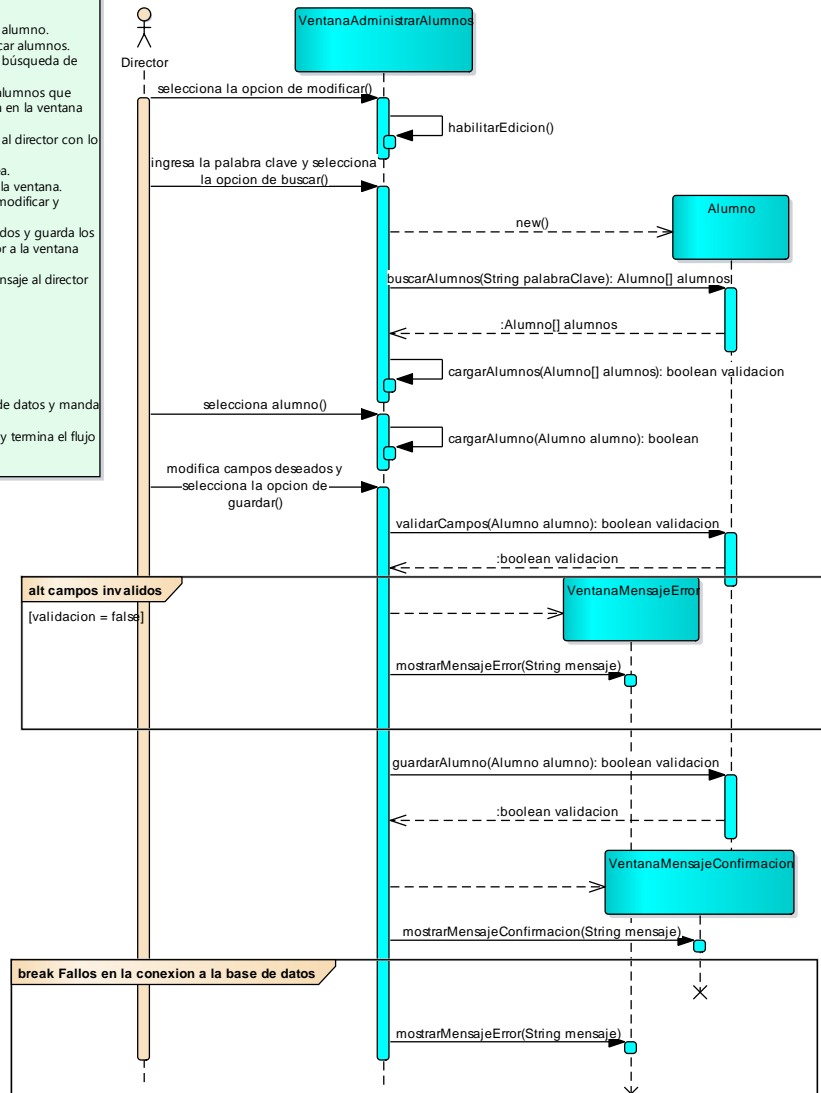 alumno.
car alumnos.
búsqueda de
alumnos que
a en la ventana
al director con lo
a.
la ventana.
modificar y
dos y guarda los
or a la ventana
nsaje al director
de datos y manda
y termina el flujo
Director
VentanaAdministrarAlumnos
selecciona la opcion de modificar()
habilitarEdicion()
ingresa la palabra clave y selecciona
la opcion de buscar()
Alumno
new()
buscarAlumnos(String palabraClave): Alumno[] alumnos
:Alumno[] alumnos
cargarAlumnos(Alumno[] alumnos): boolean validacion
selecciona alumno()
cargarAlumno(Alumno alumno): boolean
modifica campos deseados y
selecciona la opcion de
guardar()
validarCampos(Alumno alumno): boolean validacion
:boolean validacion
alt campos invalidos
[validacion = false]
VentanaMensajeError
mostrarMensajeError(String mensaje)
guardarAlumno(Alumno alumno): boolean validacion
:boolean validacion
VentanaMensajeConfirmacion
mostrarMensajeConfirmacion(String mensaje)
break Fallos en la conexion a la base de datos
mostrarMensajeError(String mensaje)